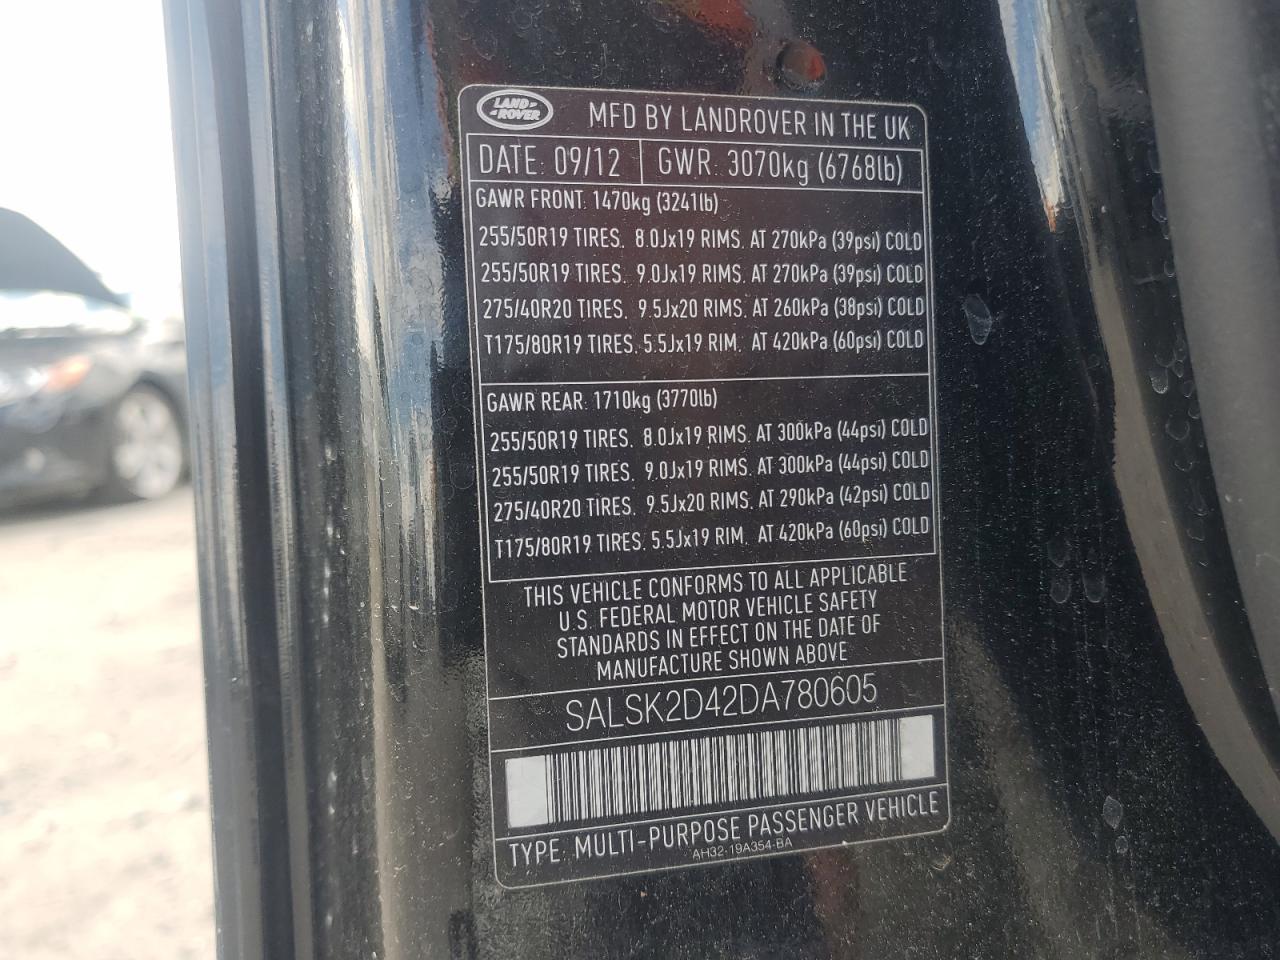 LAND-
-ROVER
MFD BY LANDROVER IN THE UK
DATE: 09/12 GWR: 3070kg (6768lb)
GAWR FRONT: 1470kg (3241lb)
255/50R19 TIRES, 8.0Jx19 RIMS, AT 270kPa (39psi) COLD
255/50R19 TIRES, 9.0Jx19 RIMS, AT 270kPa (39psi) COLD
275/40R20 TIRES, 9.5Jx20 RIMS, AT 260kPa (38psi) COLD
T175/80R19 TIRES, 5.5Jx19 RIM, AT 420kPa (60psi) COLD
GAWR REAR: 1710kg (3770lb)
255/50R19 TIRES, 8.0Jx19 RIMS, AT 300kPa (44psi) COLD
255/50R19 TIRES, 9.0Jx19 RIMS, AT 300kPa (44psi) COLD
275/40R20 TIRES, 9.5Jx20 RIMS, AT 290kPa (42psi) COLD
T175/80R19 TIRES, 5.5Jx19 RIM, AT 420kPa (60psi) COLD
THIS VEHICLE CONFORMS TO ALL APPLICABLE
U.S. FEDERAL MOTOR VEHICLE SAFETY
STANDARDS IN EFFECT ON THE DATE OF
MANUFACTURE SHOWN ABOVE
SALSK2D42DA780605
TYPE: MULTI-PURPOSE PASSENGER VEHICLE
AH32-19A354-BA